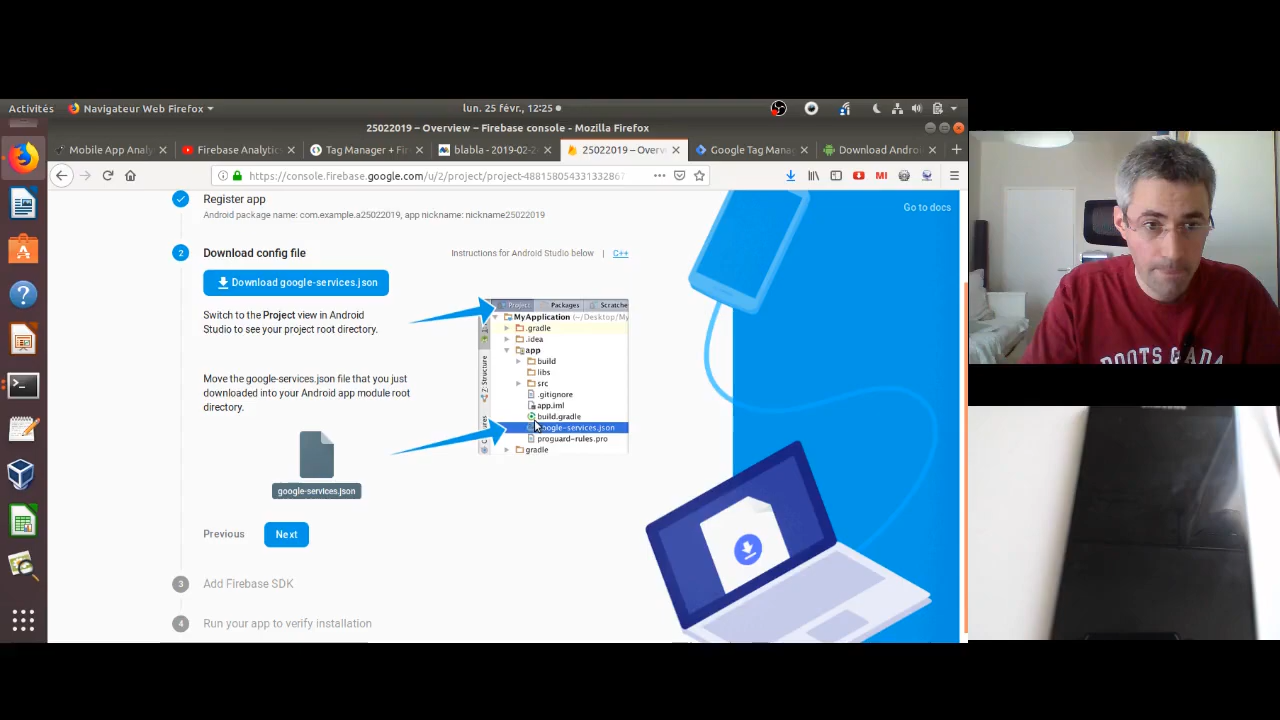 Activités
Navigateur Web Firefox
lun. 25 févr., 12:25
25022019 – Overview – Firebase console - Mozilla Firefox
Mobile App Analy
Firebase Analytic
Tag Manager + Fir
blabla - 2019-02-2
25022019 – Overv
Google Tag Mana
Download Andro
https://console.firebase.google.com/u/2/project/project-488158054331332867
MI
Register app
Android package name: com.example.a25022019, app nickname: nickname25022019
Go to docs
2
Download config file
Instructions for Android Studio below | C++
Download google-services.json
Switch to the Project view in Android
Studio to see your project root directory.
Move the google-services.json file that you just
downloaded into your Android app module root
directory.
google-services.json
Project
Packages
Scratche
MyApplication (~/Desktop/My
.gradle
.idea
app
build
libs
src
.gitignore
app.iml
build.gradle
google-services.json
proguard-rules.pro
gradle
Z: Structure
Previous
Next
3
Add Firebase SDK
4
Run your app to verify installation
ROOTS & ADA